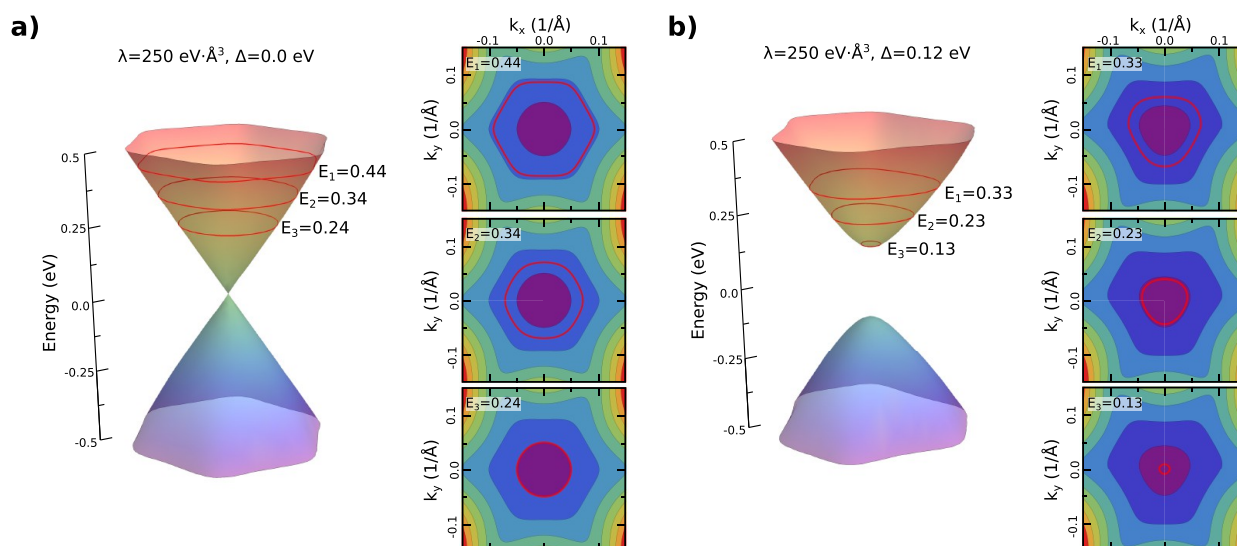 a)
λ=250 eV·Å³, Δ=0.0 eV
Energy (eV)
0.5
0.25
0.0
-0.25
-0.5
E₁=0.44
E₂=0.34
E₃=0.24
kₓ (1/Å)
-0.1
0.0
0.1
E₁=0.44
k_y (1/Å)
0.1
0.0
-0.1
E₂=0.34
k_y (1/Å)
0.1
0.0
-0.1
E₃=0.24
k_y (1/Å)
0.1
0.0
-0.1
b)
λ=250 eV·Å³, Δ=0.12 eV
Energy (eV)
0.5
0.25
0.0
-0.25
-0.5
E₁=0.33
E₂=0.23
E₃=0.13
kₓ (1/Å)
-0.1
0.0
0.1
E₁=0.33
k_y (1/Å)
0.1
0.0
-0.1
E₂=0.23
k_y (1/Å)
0.1
0.0
-0.1
E₃=0.13
k_y (1/Å)
0.1
0.0
-0.1